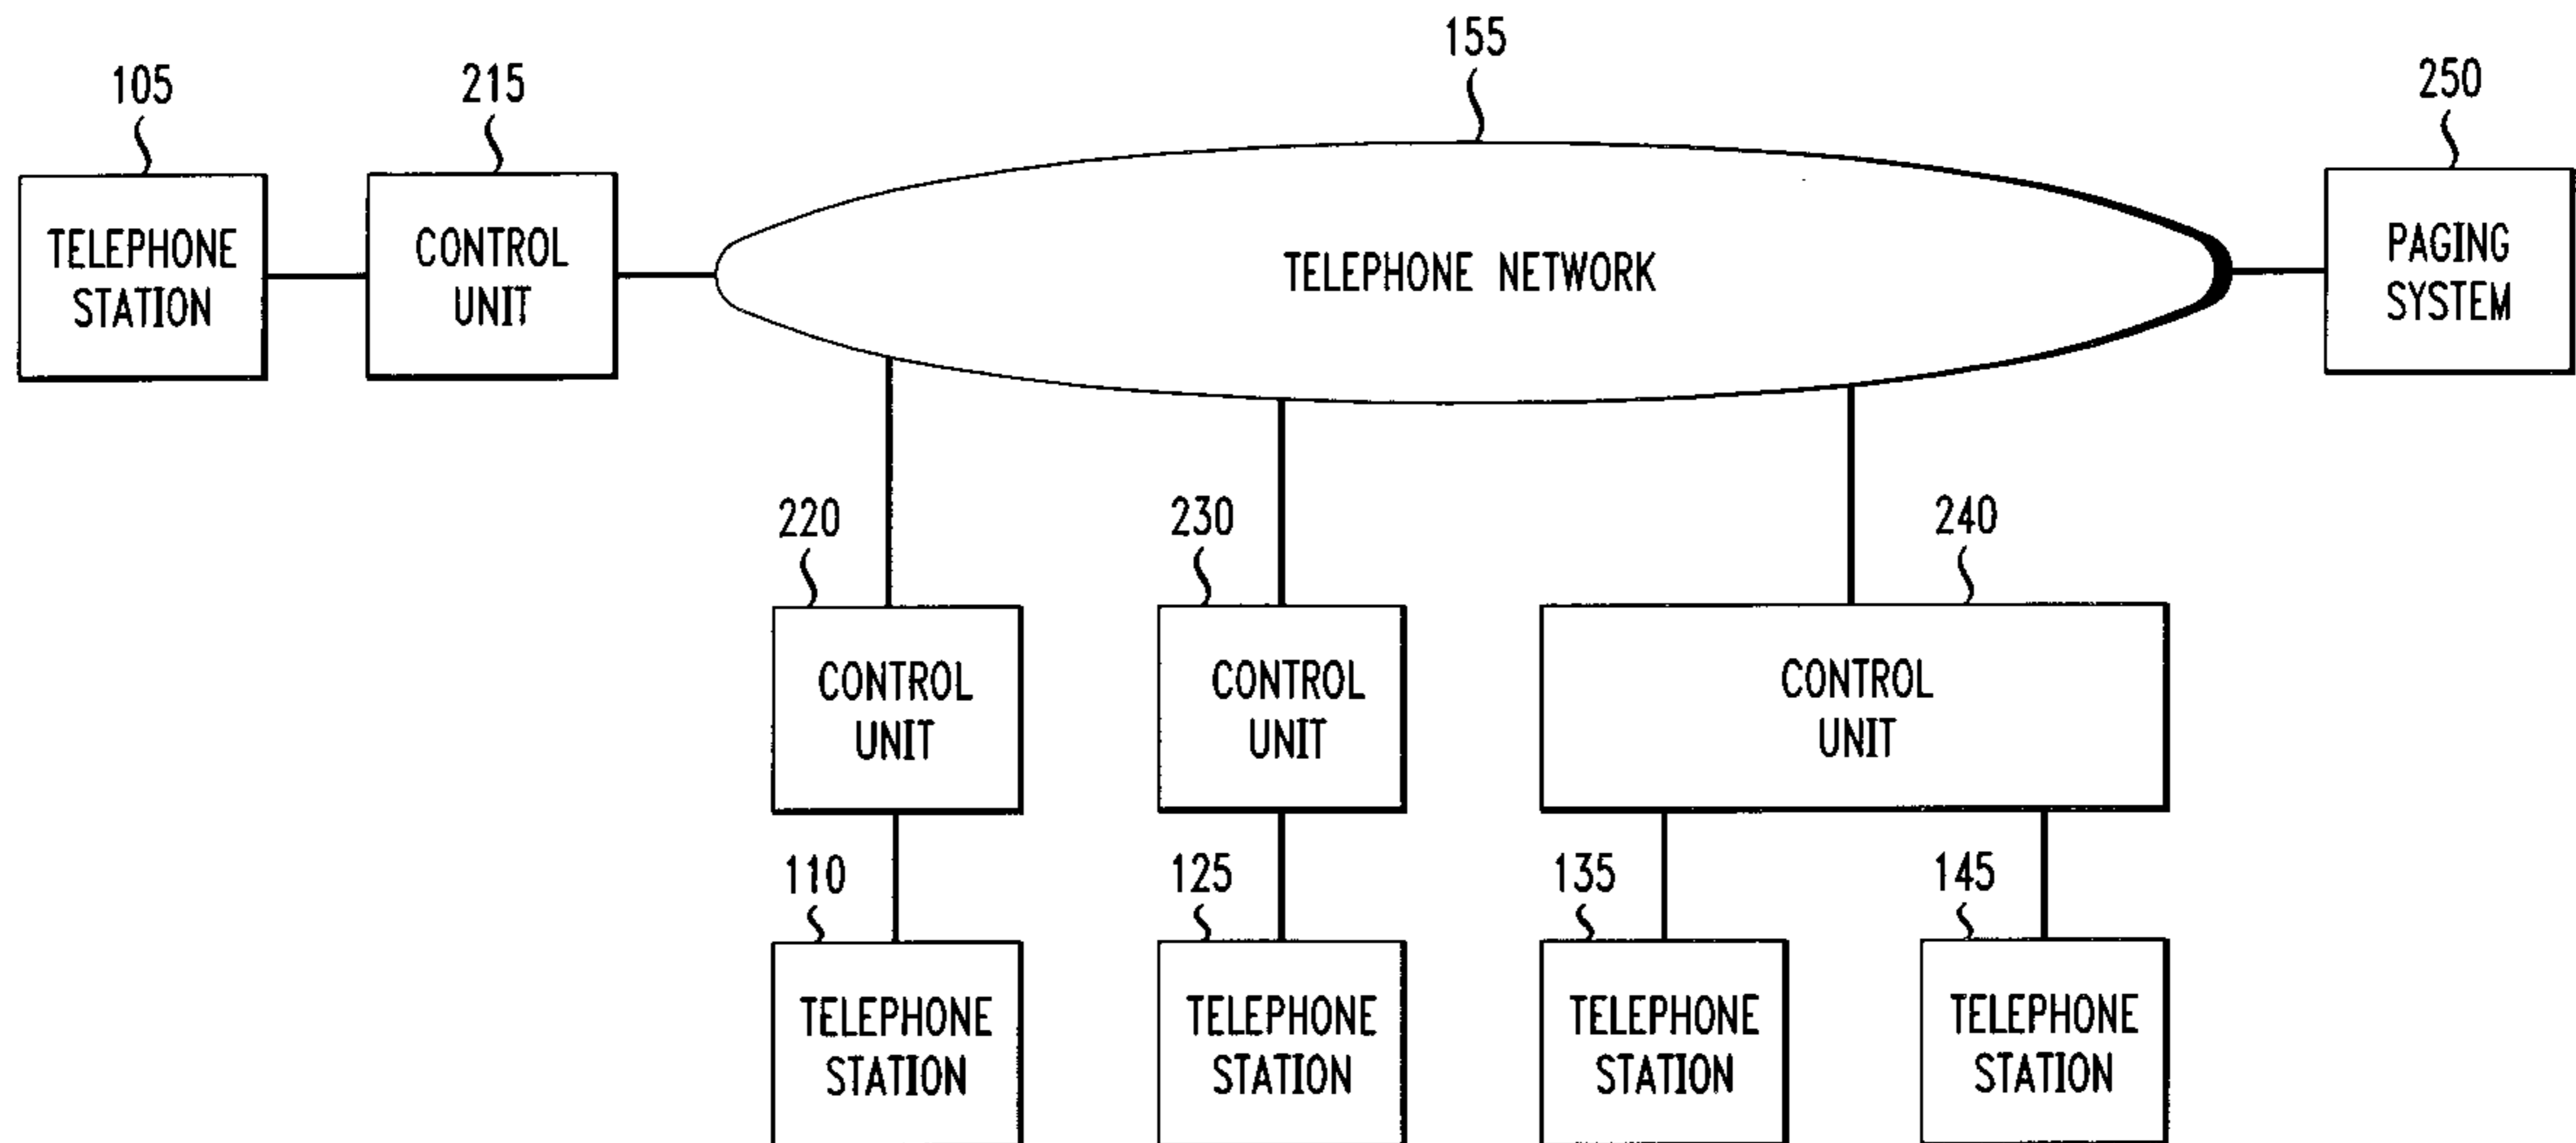 155
105
215
250
TELEPHONE
STATION
CONTROL
UNIT
TELEPHONE NETWORK
PAGING
SYSTEM
220
230
240
CONTROL
UNIT
CONTROL
UNIT
CONTROL
UNIT
110
125
135
145
TELEPHONE
STATION
TELEPHONE
STATION
TELEPHONE
STATION
TELEPHONE
STATION